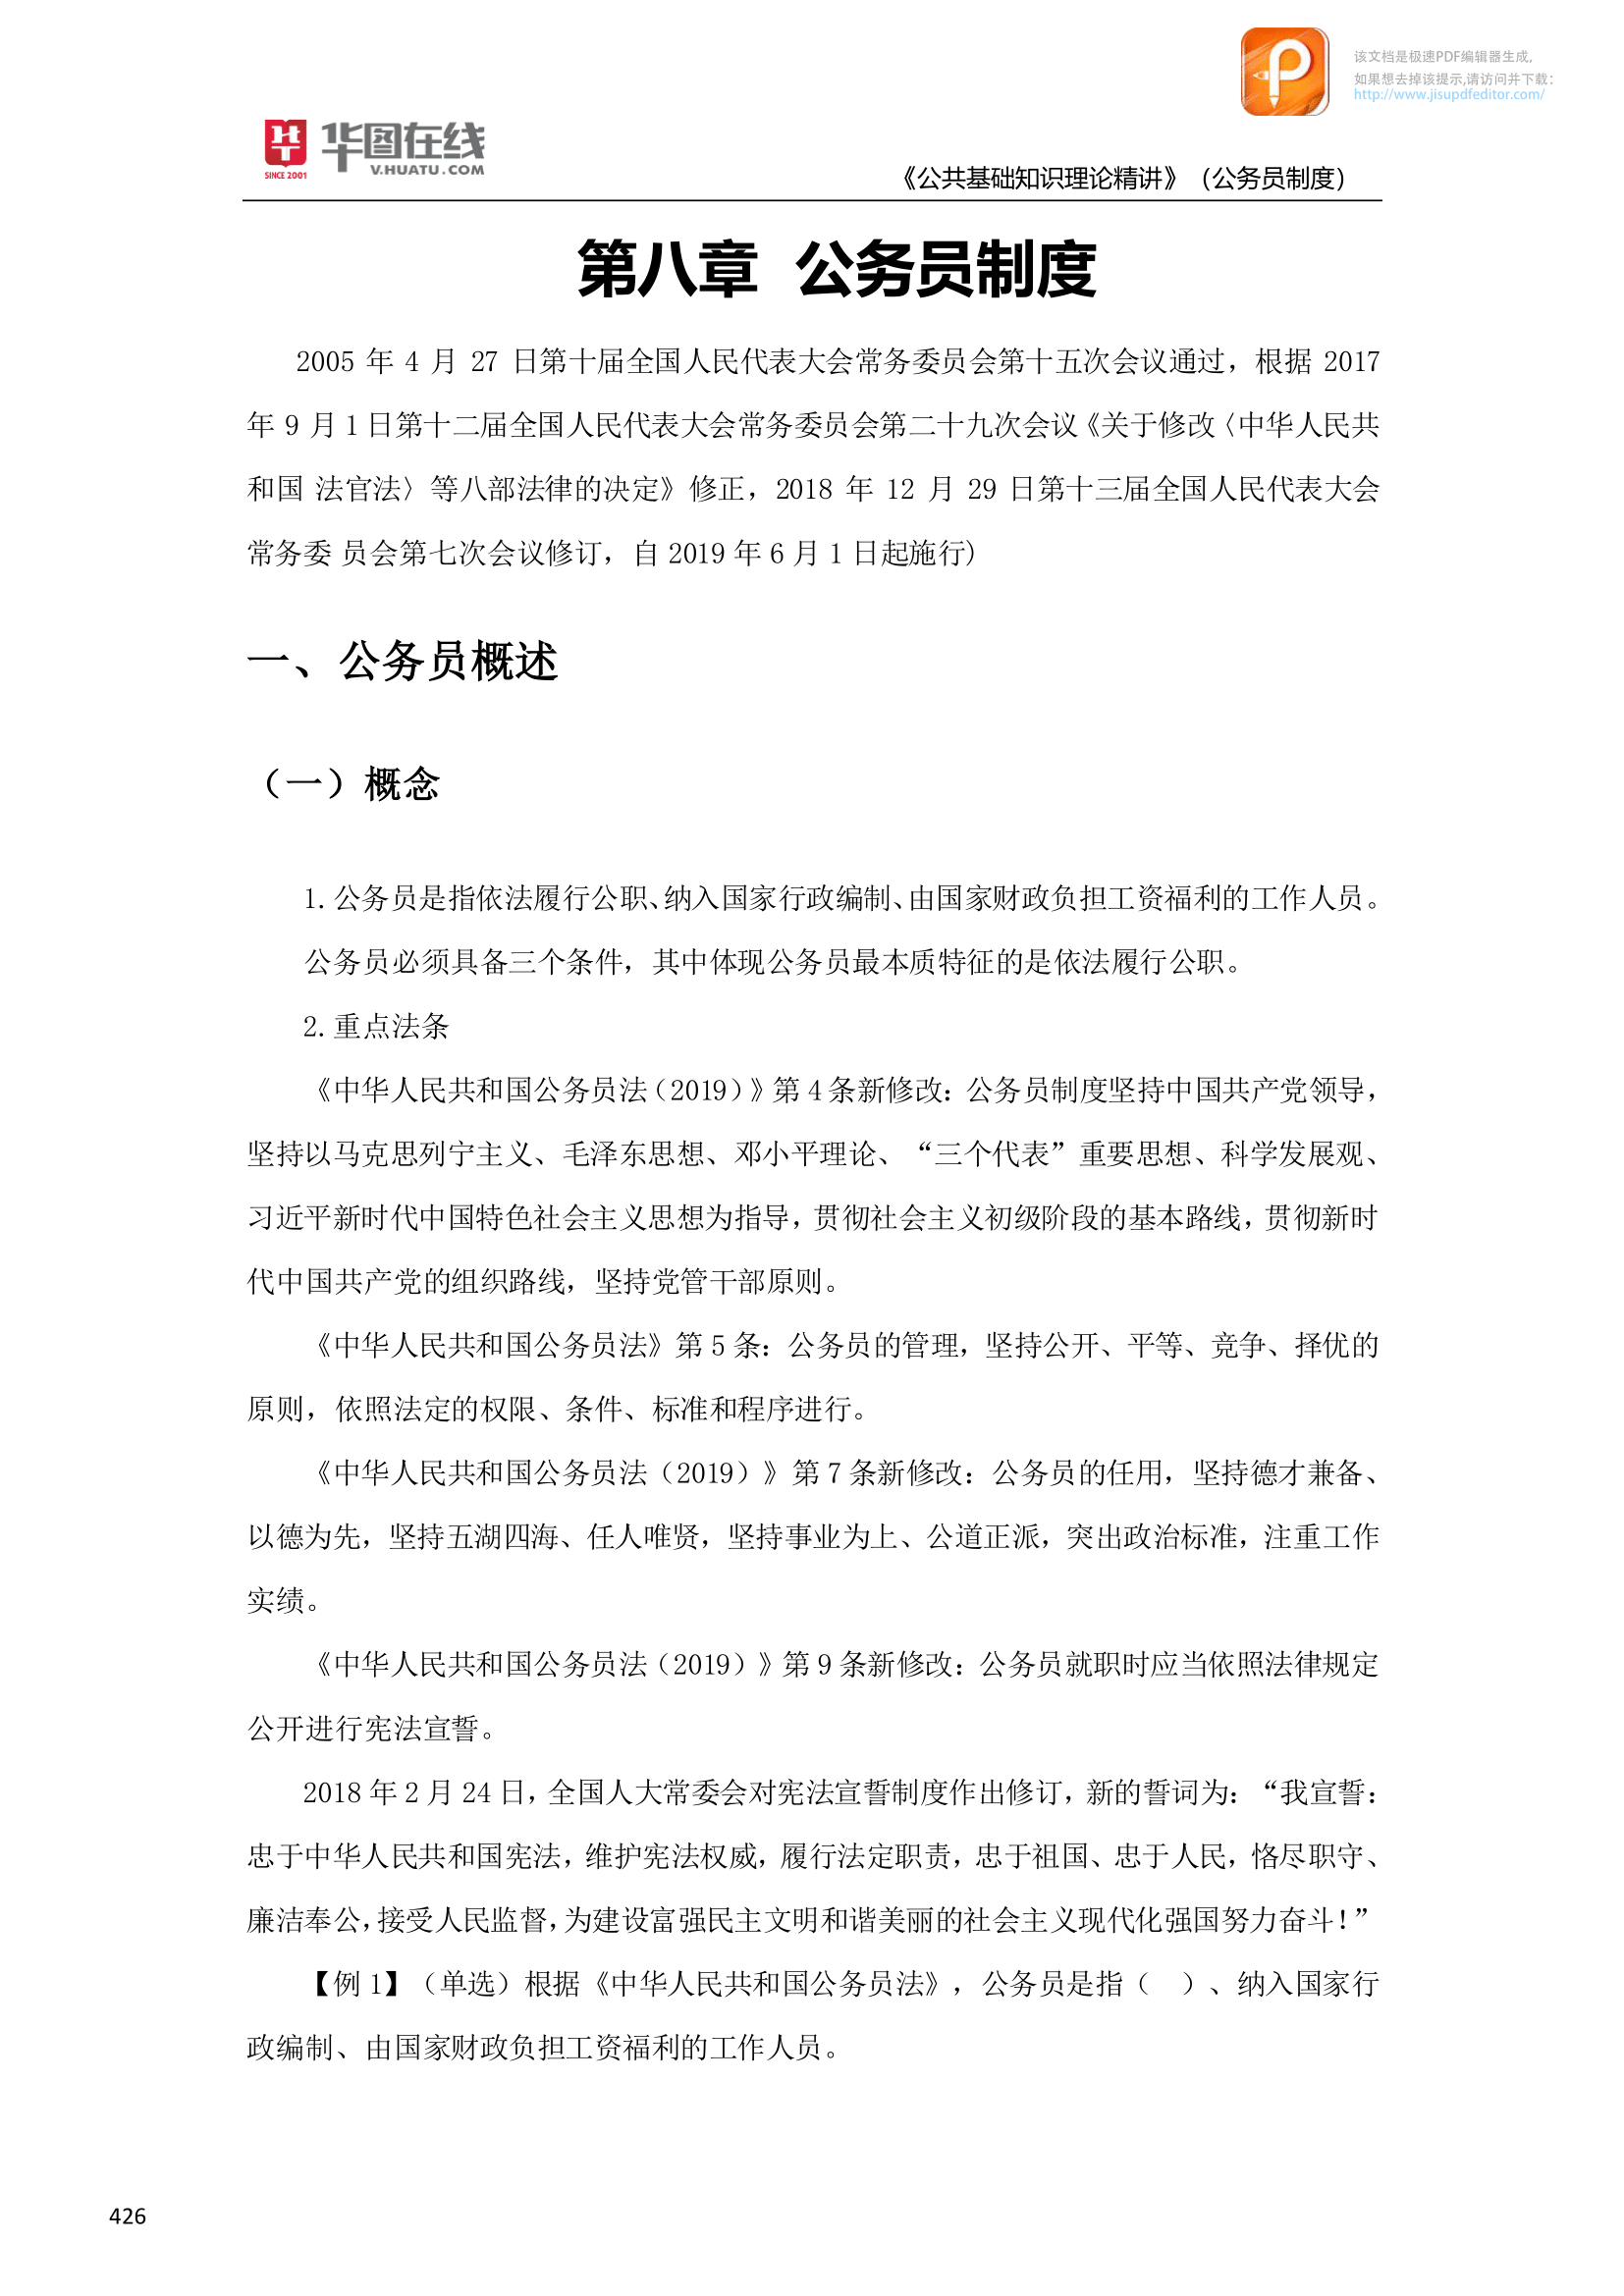 该文档是极速PDF编辑器生成,
如果想去掉该提示,请访问并下载:
http://www.jisupdfeditor.com/
华图在线
SINCE 2001
V.HUATU.COM
《公共基础知识理论精讲》（公务员制度）
第八章 公务员制度
2005 年 4 月 27 日第十届全国人民代表大会常务委员会第十五次会议通过，根据 2017
年 9 月 1 日第十二届全国人民代表大会常务委员会第二十九次会议《关于修改〈中华人民共
和国 法官法〉等八部法律的决定》修正，2018 年 12 月 29 日第十三届全国人民代表大会
常务委 员会第七次会议修订，自 2019 年 6 月 1 日起施行)
一、公务员概述
（一）概念
1. 公务员是指依法履行公职、纳入国家行政编制、由国家财政负担工资福利的工作人员。
公务员必须具备三个条件，其中体现公务员最本质特征的是依法履行公职。
2. 重点法条
《中华人民共和国公务员法（2019）》第 4 条新修改：公务员制度坚持中国共产党领导，
坚持以马克思列宁主义、毛泽东思想、邓小平理论、“三个代表”重要思想、科学发展观、
习近平新时代中国特色社会主义思想为指导，贯彻社会主义初级阶段的基本路线，贯彻新时
代中国共产党的组织路线，坚持党管干部原则。
《中华人民共和国公务员法》第 5 条：公务员的管理，坚持公开、平等、竞争、择优的
原则，依照法定的权限、条件、标准和程序进行。
《中华人民共和国公务员法（2019）》第 7 条新修改：公务员的任用，坚持德才兼备、
以德为先，坚持五湖四海、任人唯贤，坚持事业为上、公道正派，突出政治标准，注重工作
实绩。
《中华人民共和国公务员法（2019）》第 9 条新修改：公务员就职时应当依照法律规定
公开进行宪法宣誓。
2018 年 2 月 24 日，全国人大常委会对宪法宣誓制度作出修订，新的誓词为：“我宣誓：
忠于中华人民共和国宪法，维护宪法权威，履行法定职责，忠于祖国、忠于人民，恪尽职守、
廉洁奉公，接受人民监督，为建设富强民主文明和谐美丽的社会主义现代化强国努力奋斗！”
【例 1】（单选）根据《中华人民共和国公务员法》，公务员是指（　）、纳入国家行
政编制、由国家财政负担工资福利的工作人员。
426